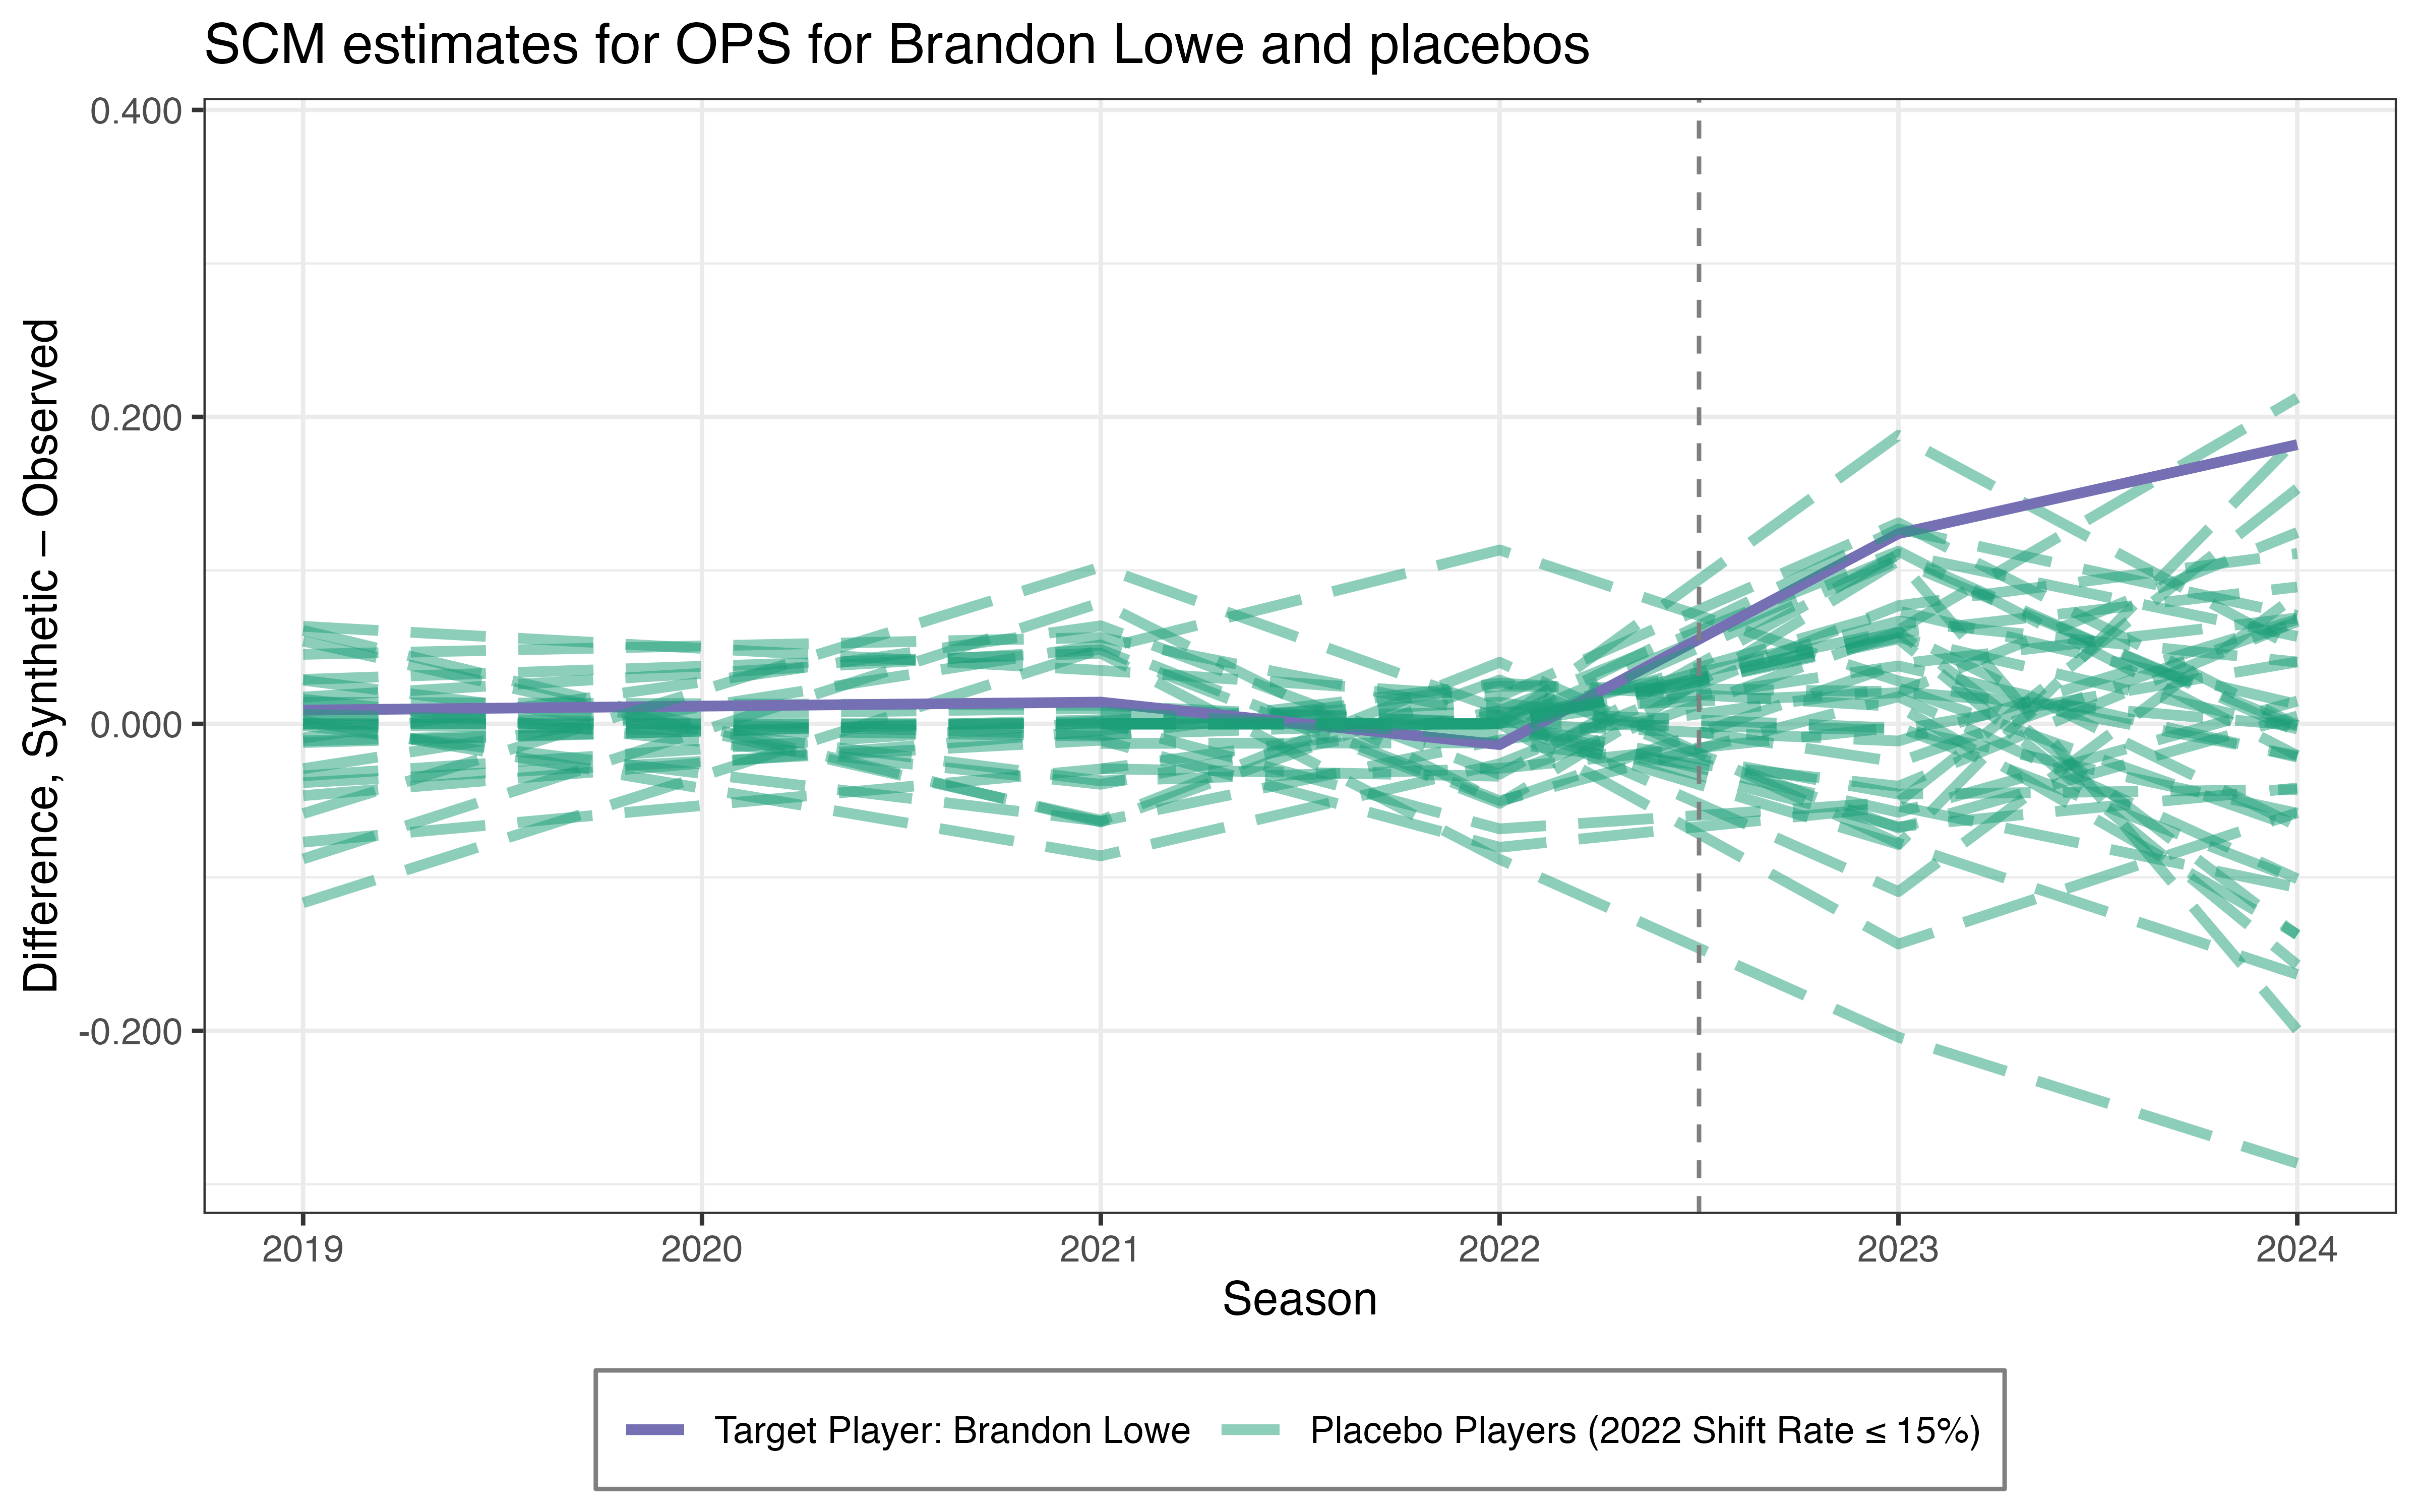 SCM estimates for OPS for Brandon Lowe and placebos
Difference, Synthetic – Observed
0.400
0.200
0.000
-0.200
2019 2020 2021 2022 2023 2024
Season
Target Player: Brandon Lowe Placebo Players (2022 Shift Rate ≤ 15%)